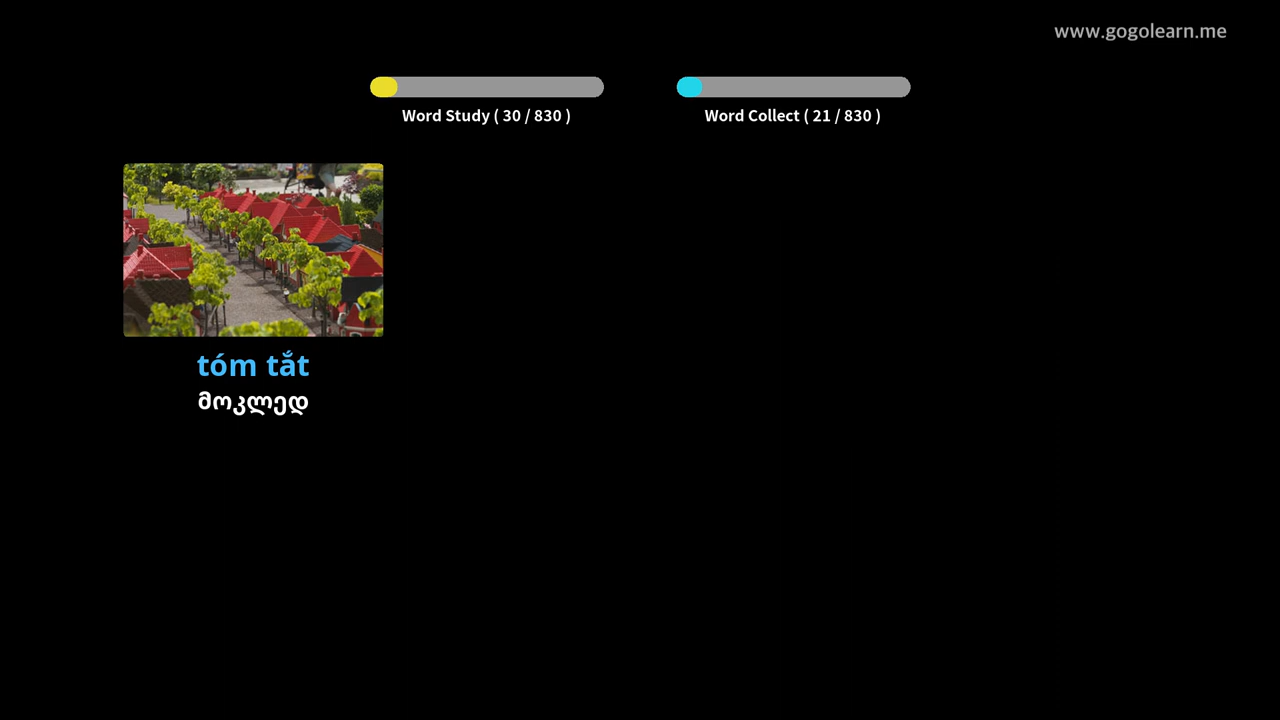 www.gogolearn.me
Word Study ( 30 / 830 )
Word Collect ( 21 / 830 )
tóm tắt
მოკლედ